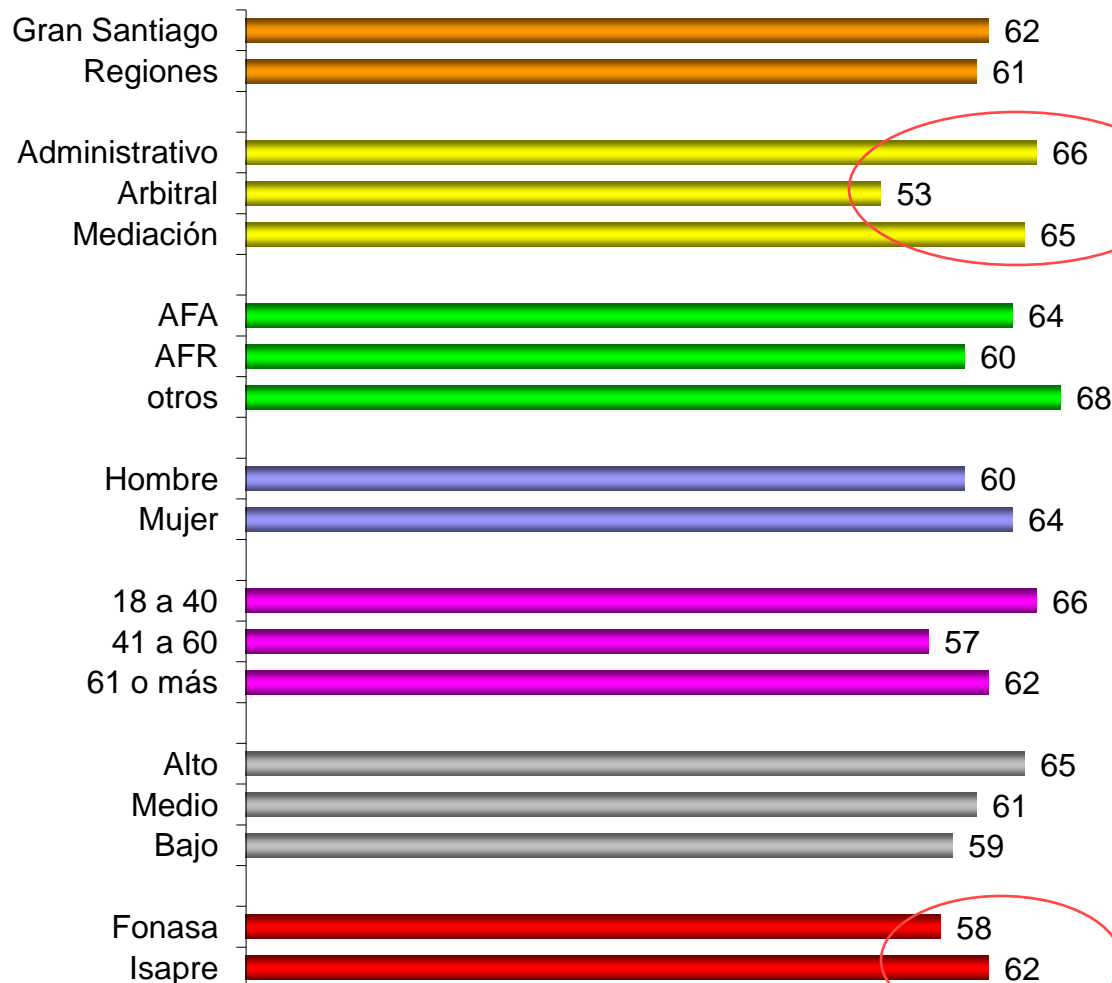 Gran Santiago 62
Regiones 61
Administrativo 66
Arbitral 53
Mediación 65
AFA 64
AFR 60
otros 68
Hombre 60
Mujer 64
18 a 40 66
41 a 60 57
61 o más 62
Alto 65
Medio 61
Bajo 59
Fonasa 58
Isapre 62